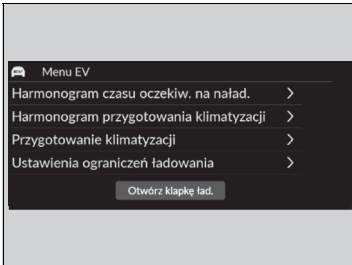 Menu EV
Harmonogram czasu oczekiw. na naład.
Harmonogram przygotowania klimatyzacji
Przygotowanie klimatyzacji
Ustawienia ograniczeń ładowania
Otwórz klapkę ład.